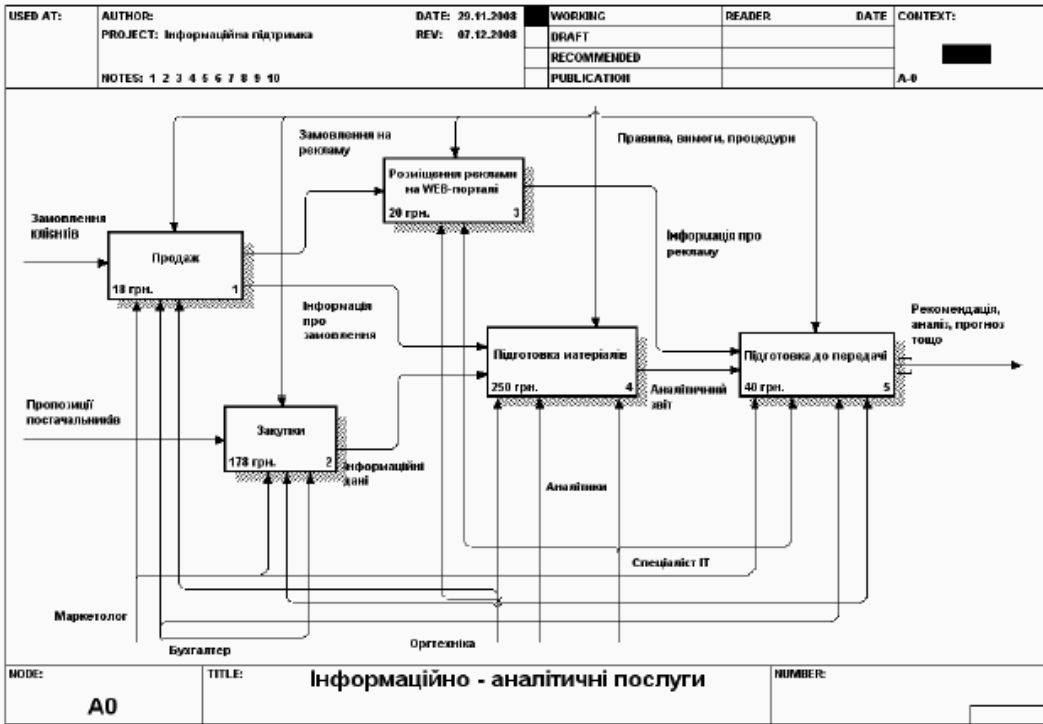 USED AT:
AUTHOR:
DATE: 29.11.2008
PROJECT: Інформаційна підтримка
REV: 07.12.2008
NOTES: 1 2 3 4 5 6 7 8 9 10
WORKING
DRAFT
RECOMMENDED
PUBLICATION
READER
DATE
CONTEXT:
A-0
Замовлення на
рекламу
Правила, вимоги, процедури
Розміщення реклами
на WEB-порталі
20 грн.
3
Замовлення
клієнтів
Продаж
18 грн.
1
Інформація про
рекламу
Інформація
про
замовлення
Рекомендація,
аналіз, прогноз
тощо
Підготовка матеріалів
250 грн.
4
Підготовка до передачі
40 грн.
5
Аналітичний
звіт
Пропозиції
постачальників
Закупки
178 грн.
2
Інформаційні
дані
Аналітики
Спеціаліст ІТ
Маркетолог
Бухгалтер
Оргтехніка
NODE:
A0
TITLE:
Інформаційно - аналітичні послуги
NUMBER: